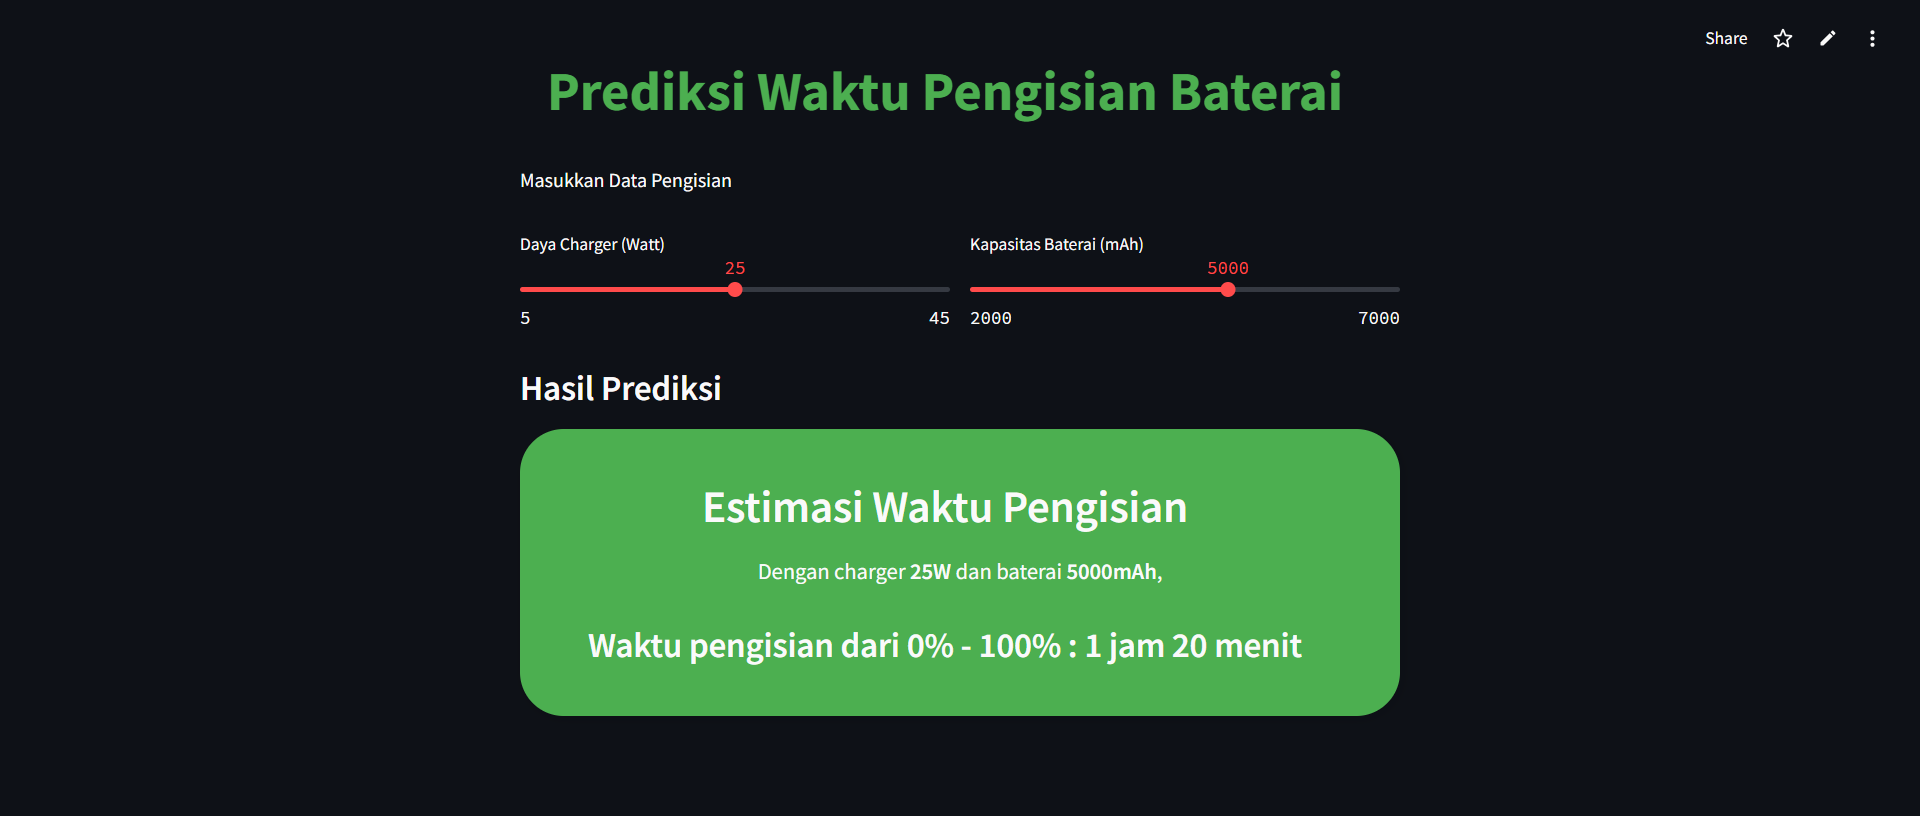 Share
Prediksi Waktu Pengisian Baterai
Masukkan Data Pengisian
Daya Charger (Watt)
25
5 45
Kapasitas Baterai (mAh)
5000
2000 7000
Hasil Prediksi
Estimasi Waktu Pengisian
Dengan charger 25W dan baterai 5000mAh,
Waktu pengisian dari 0% - 100% : 1 jam 20 menit